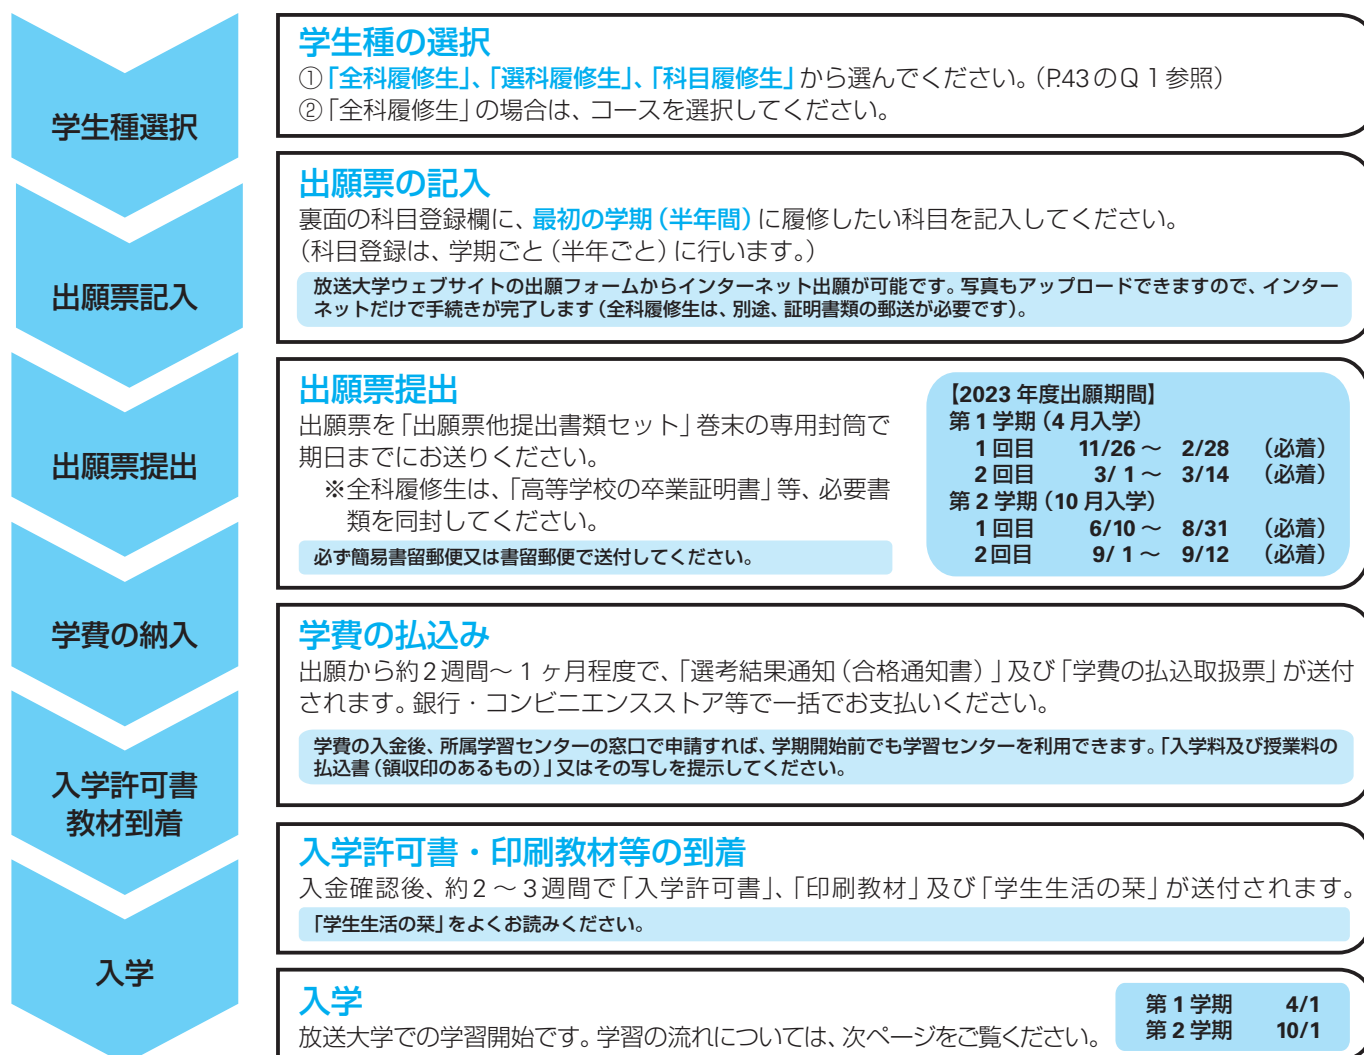 学生種選択
学生種の選択
①「全科履修生」、「選科履修生」、「科目履修生」から選んでください。(P.43のQ1参照)
②「全科履修生」の場合は、コースを選択してください。
出願票記入
出願票の記入
裏面の科目登録欄に、最初の学期(半年間)に履修したい科目を記入してください。
(科目登録は、学期ごと(半年ごと)に行います。)
放送大学ウェブサイトの出願フォームからインターネット出願が可能です。写真もアップロードできますので、インター
ネットだけで手続きが完了します(全科履修生は、別途、証明書類の郵送が必要です)。
出願票提出
出願票提出
出願票を「出願票他提出書類セット」巻末の専用封筒で
期日までにお送りください。
※全科履修生は、「高等学校の卒業証明書」等、必要書
類を同封してください。
必ず簡易書留郵便又は書留郵便で送付してください。
【2023年度出願期間】
第1学期(4月入学)
1回目 11/26～ 2/28 (必着)
2回目 3/ 1～ 3/14 (必着)
第2学期(10月入学)
1回目 6/10～ 8/31 (必着)
2回目 9/ 1～ 9/12 (必着)
学費の納入
学費の払込み
出願から約2週間～1ヶ月程度で、「選考結果通知(合格通知書)」及び「学費の払込取扱票」が送付
されます。銀行・コンビニエンスストア等で一括でお支払いください。
学費の入金後、所属学習センターの窓口で申請すれば、学期開始前でも学習センターを利用できます。「入学料及び授業料の
払込書(領収印のあるもの)」又はその写しを提示してください。
入学許可書
教材到着
入学許可書・印刷教材等の到着
入金確認後、約2～3週間で「入学許可書」、「印刷教材」及び「学生生活の栞」が送付されます。
「学生生活の栞」をよくお読みください。
入学
入学
放送大学での学習開始です。学習の流れについては、次ページをご覧ください。
第1学期 4/1
第2学期 10/1